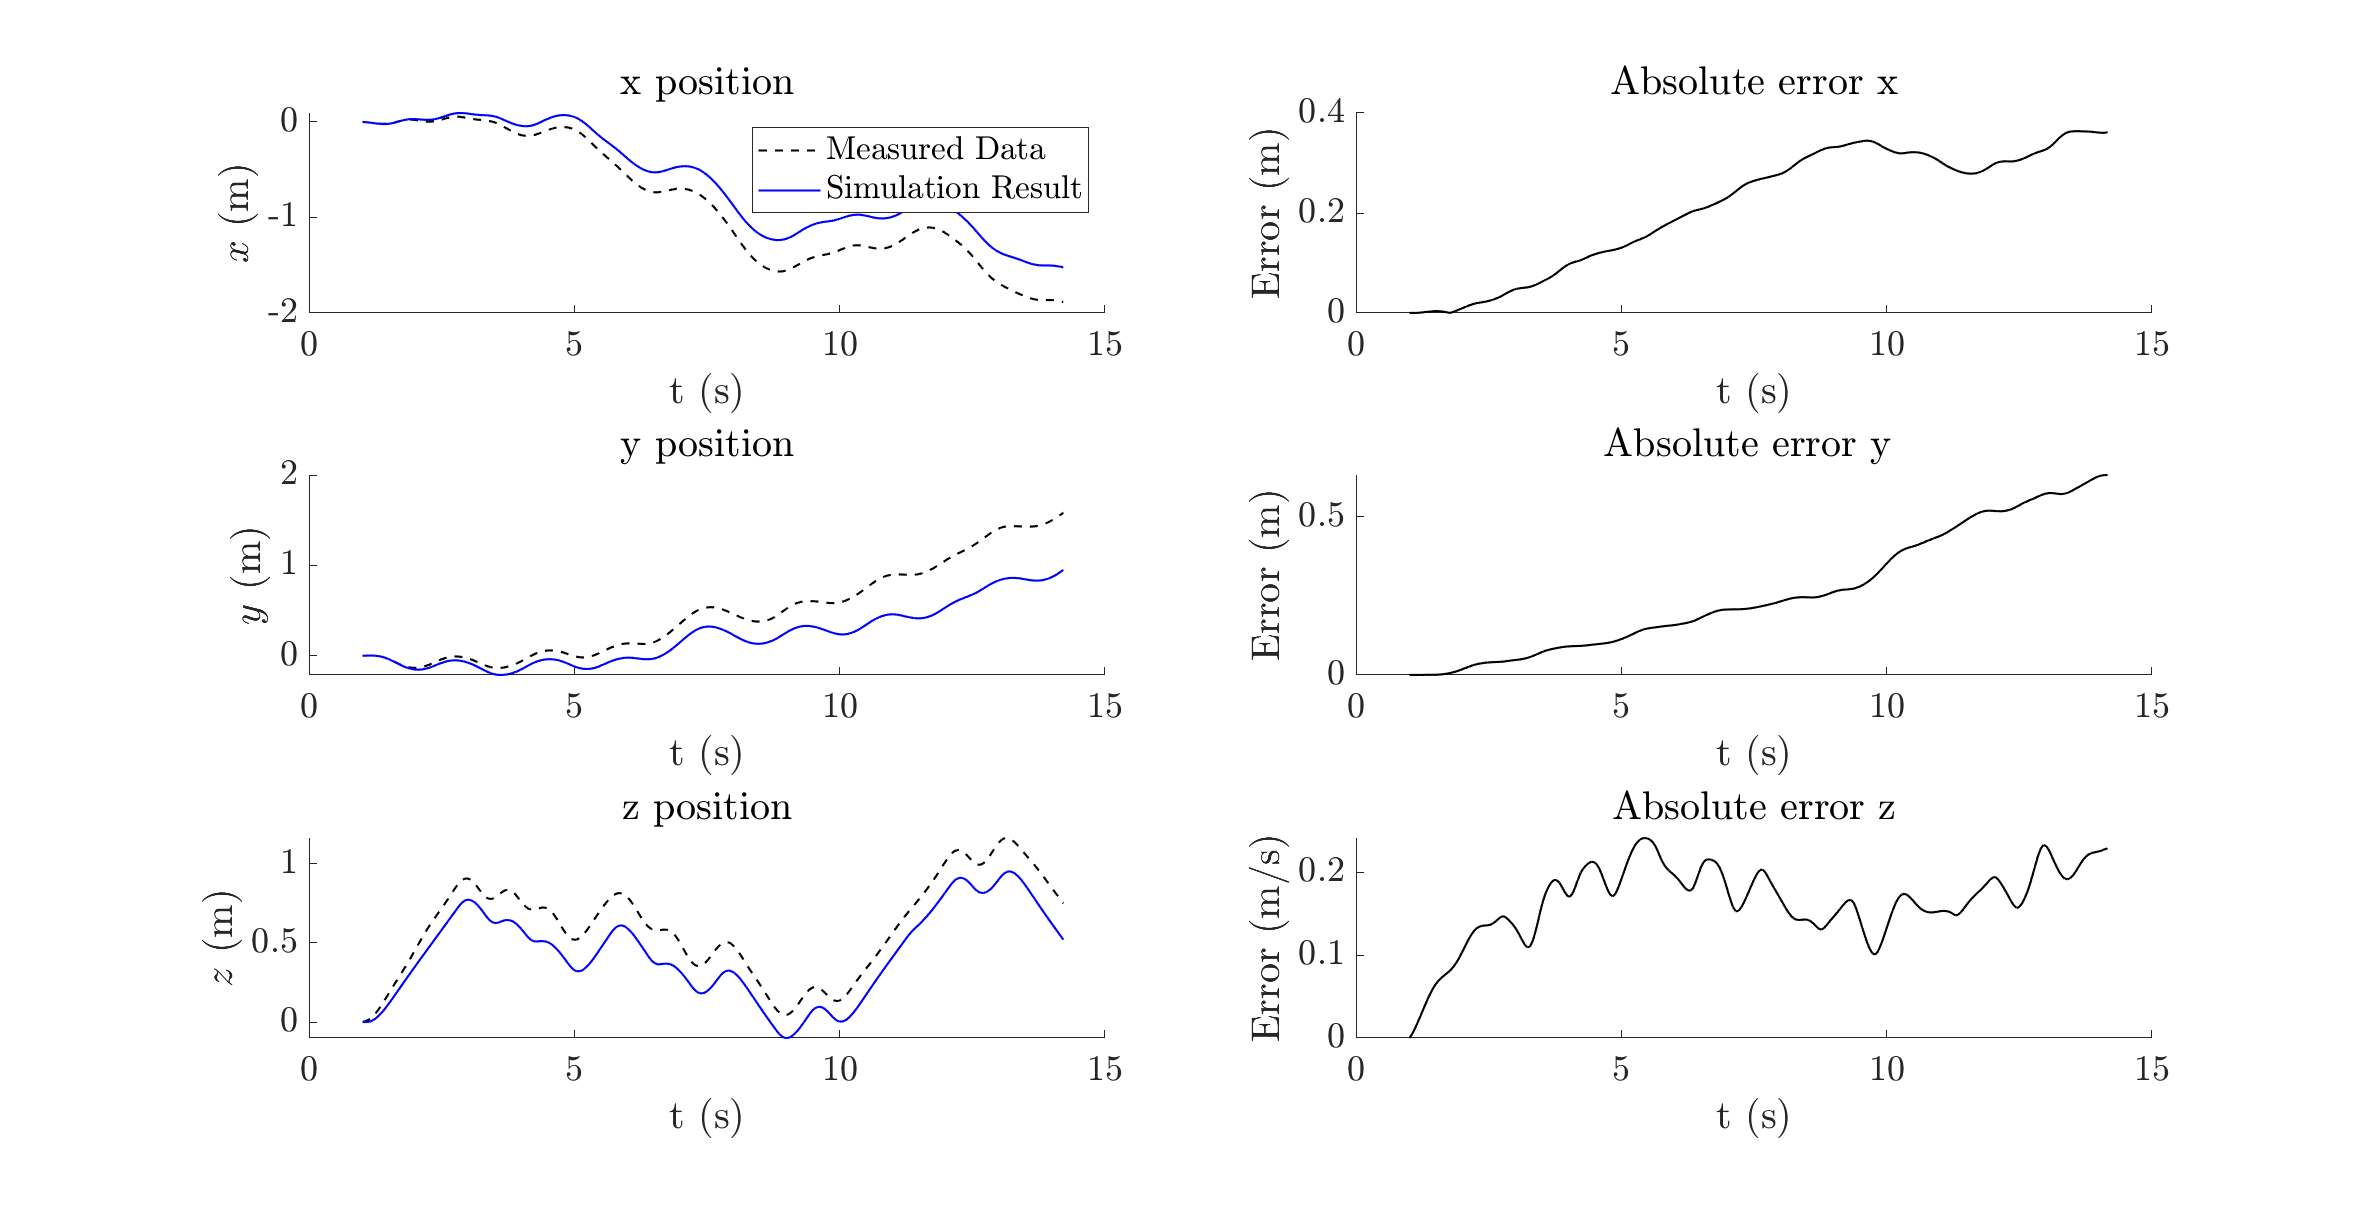 x position
0
-1
-2
x (m)
Measured Data
Simulation Result
0 5 10 15
t (s)
Absolute error x
0.4
0.2
0
Error (m)
0 5 10 15
t (s)
y position
2
1
0
y (m)
0 5 10 15
t (s)
Absolute error y
0.5
0
Error (m)
0 5 10 15
t (s)
z position
1
0.5
0
z (m)
0 5 10 15
t (s)
Absolute error z
0.2
0.1
0
Error (m/s)
0 5 10 15
t (s)